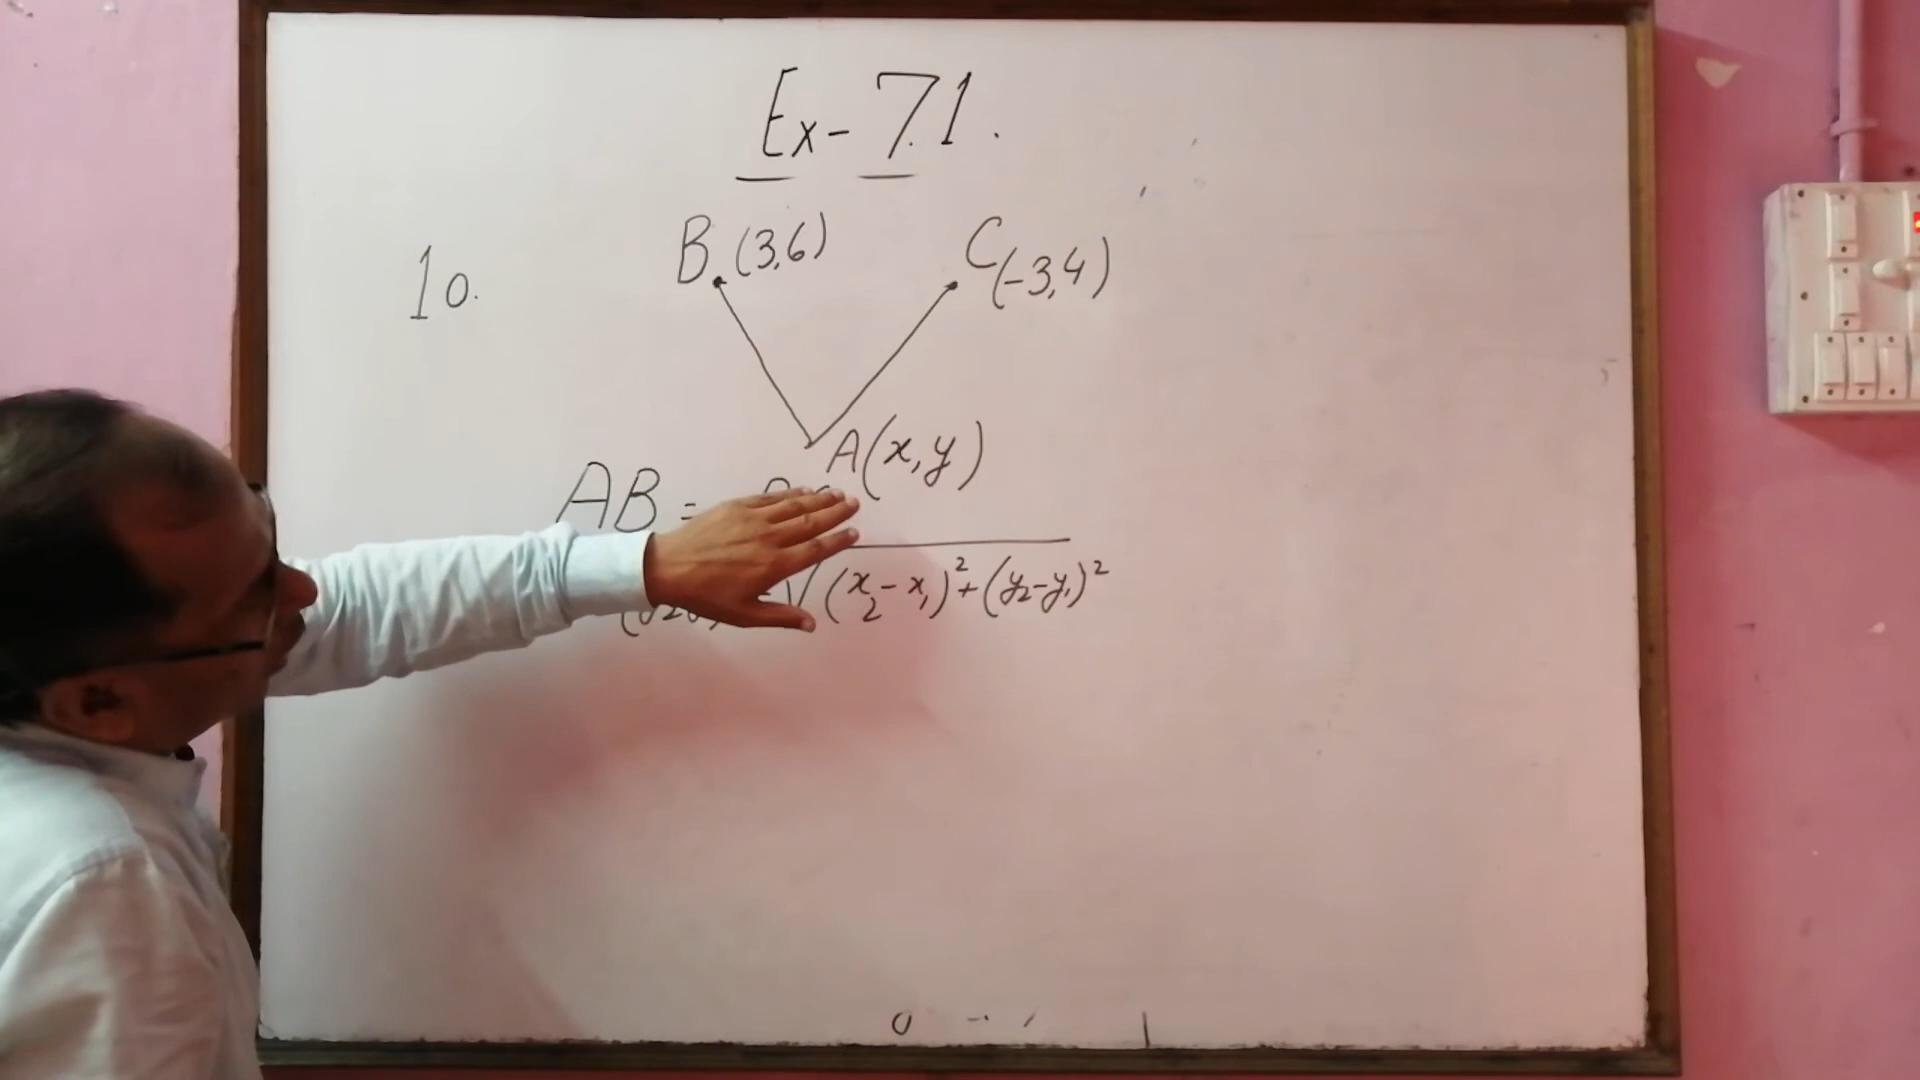 Ex- 7.1.
10.
B (3,6)
C (-3,4)
A(x,y)
AB =
√(x₂-x₁)²+(y₂-y₁)²